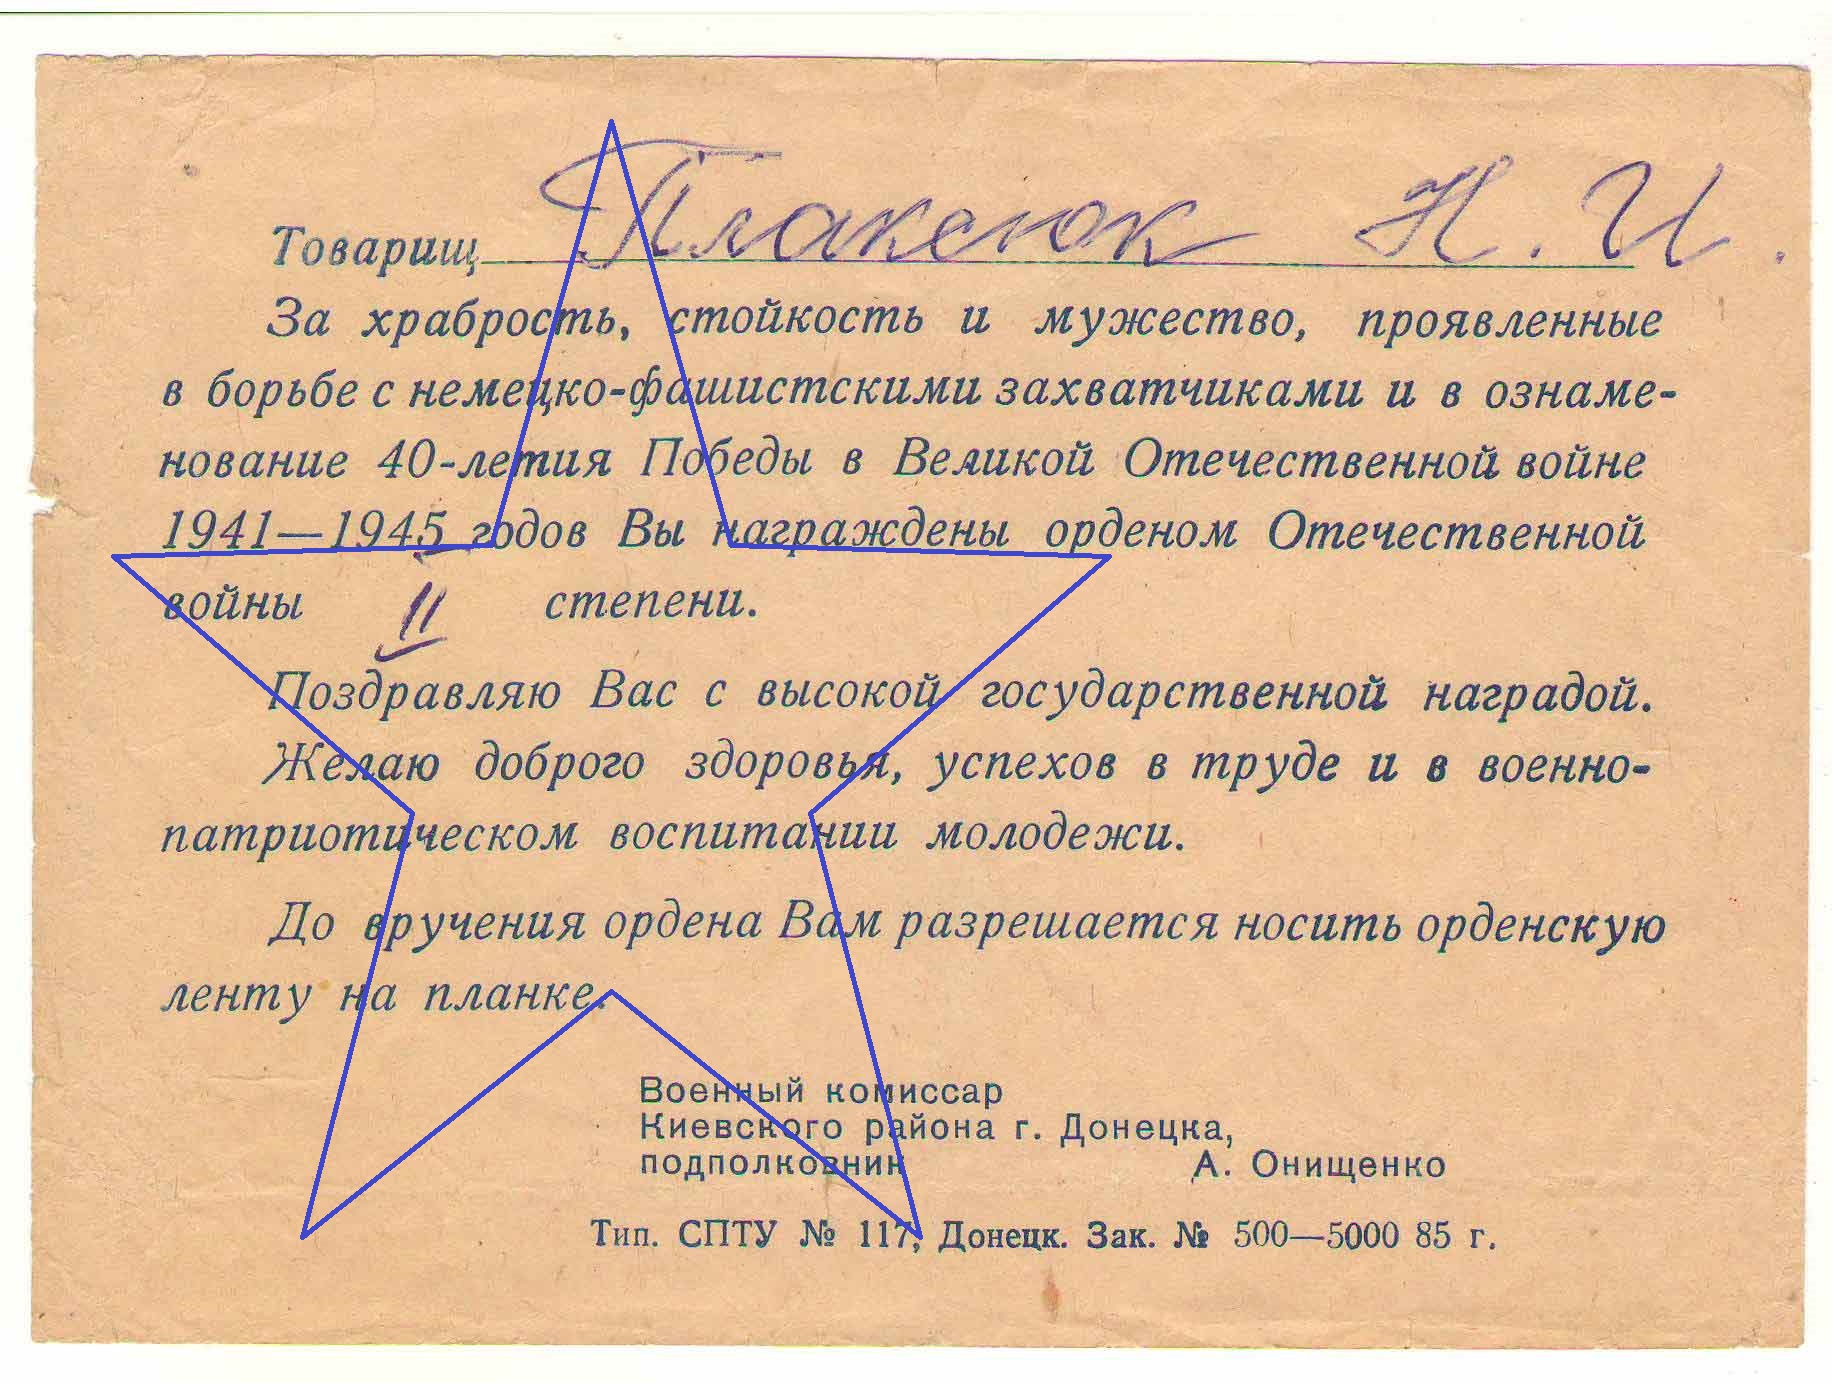 Товарищ Плаксюк Н. И.
За храбрость, стойкость и мужество, проявленные
в борьбе с немецко-фашистскими захватчиками и в ознаме-
нование 40-летия Победы в Великой Отечественной войне
1941—1945 годов Вы награждены орденом Отечественной
войны II степени.
Поздравляю Вас с высокой государственной наградой.
Желаю доброго здоровья, успехов в труде и в военно-
патриотическом воспитании молодежи.
До вручения ордена Вам разрешается носить орденскую
ленту на планке.
Военный комиссар
Киевского района г. Донецка,
подполковник А. Онищенко
Тип. СПТУ № 117, Донецк. Зак. № 500—5000 85 г.